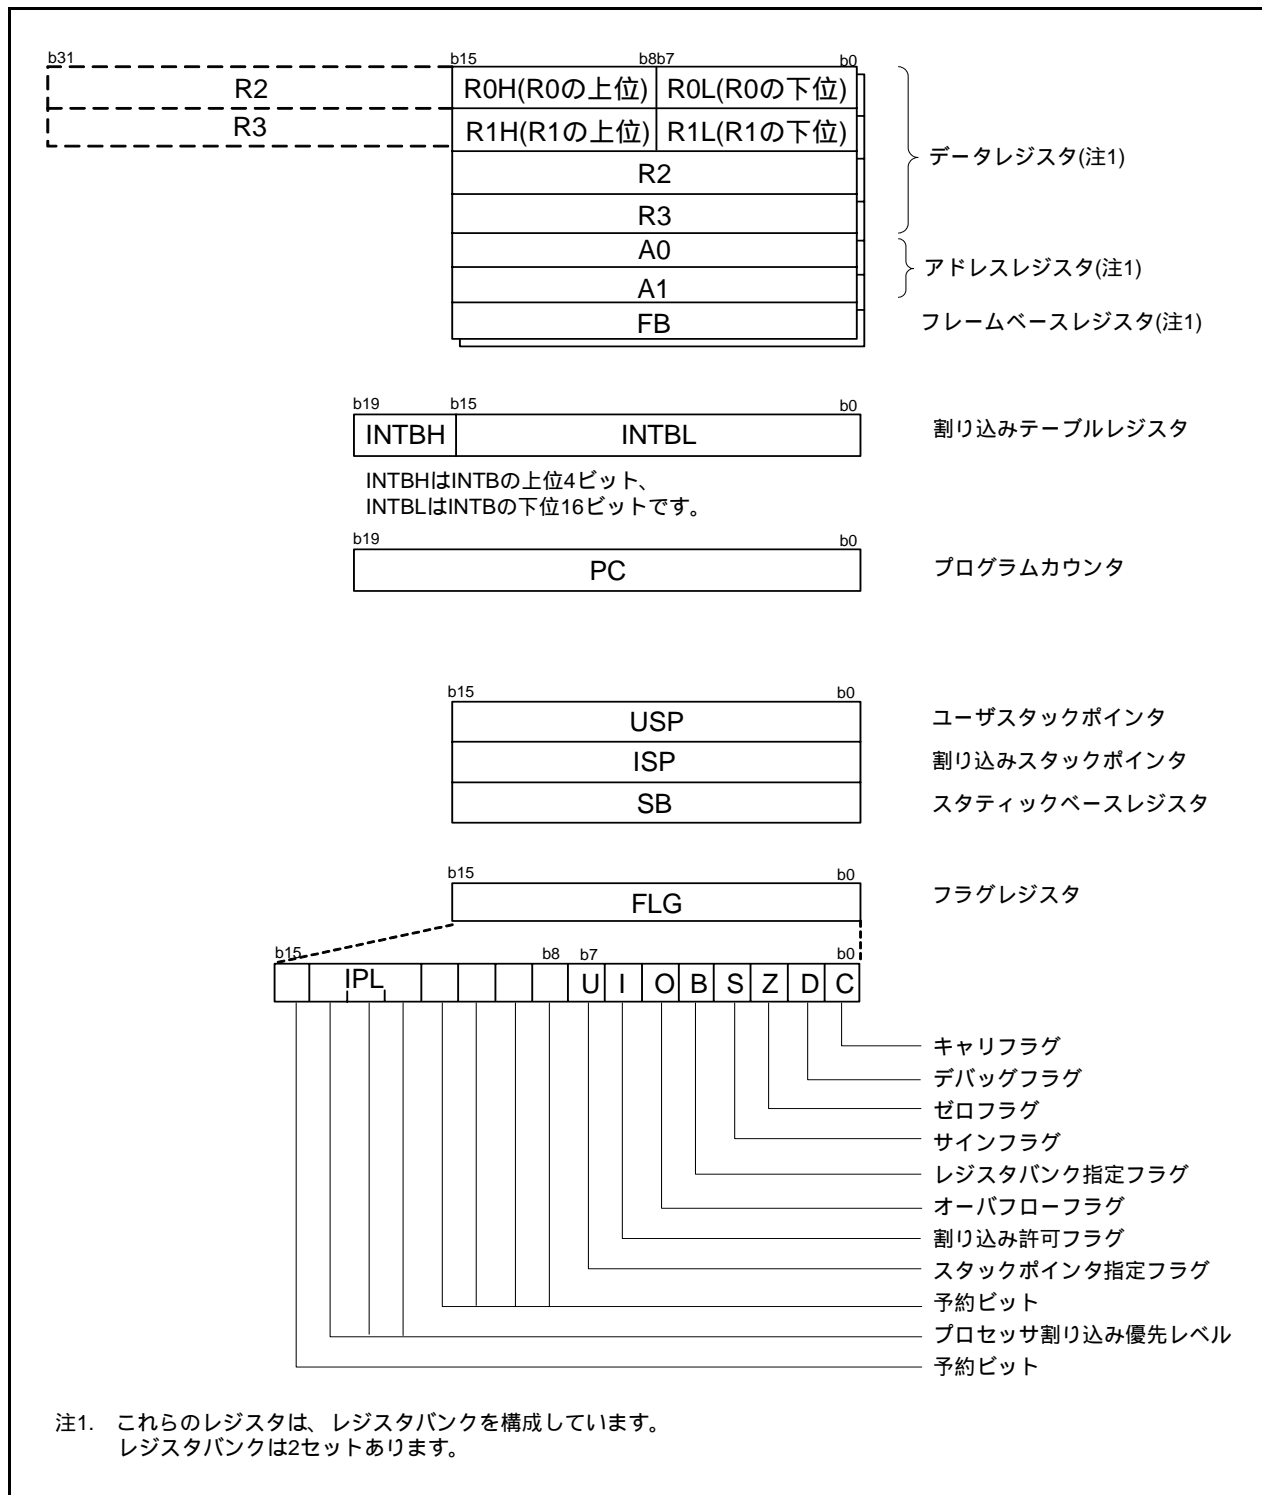 b31 b15 b8b7 b0
R2 R0H(R0の上位) R0L(R0の下位)
R3 R1H(R1の上位) R1L(R1の下位)
データレジスタ(注1)
R2
R3
A0
アドレスレジスタ(注1)
A1
FB フレームベースレジスタ(注1)
b19 b15 b0
INTBH INTBL 割り込みテーブルレジスタ
INTBHはINTBの上位4ビット、
INTBLはINTBの下位16ビットです。
b19 b0
PC プログラムカウンタ
b15 b0
USP ユーザスタックポインタ
ISP 割り込みスタックポインタ
SB スタティックベースレジスタ
b15 b0
FLG フラグレジスタ
b15 b8 b7 b0
IPL U I O B S Z D C
キャリフラグ
デバッグフラグ
ゼロフラグ
サインフラグ
レジスタバンク指定フラグ
オーバフローフラグ
割り込み許可フラグ
スタックポインタ指定フラグ
予約ビット
プロセッサ割り込み優先レベル
予約ビット
注1. これらのレジスタは、レジスタバンクを構成しています。
レジスタバンクは2セットあります。